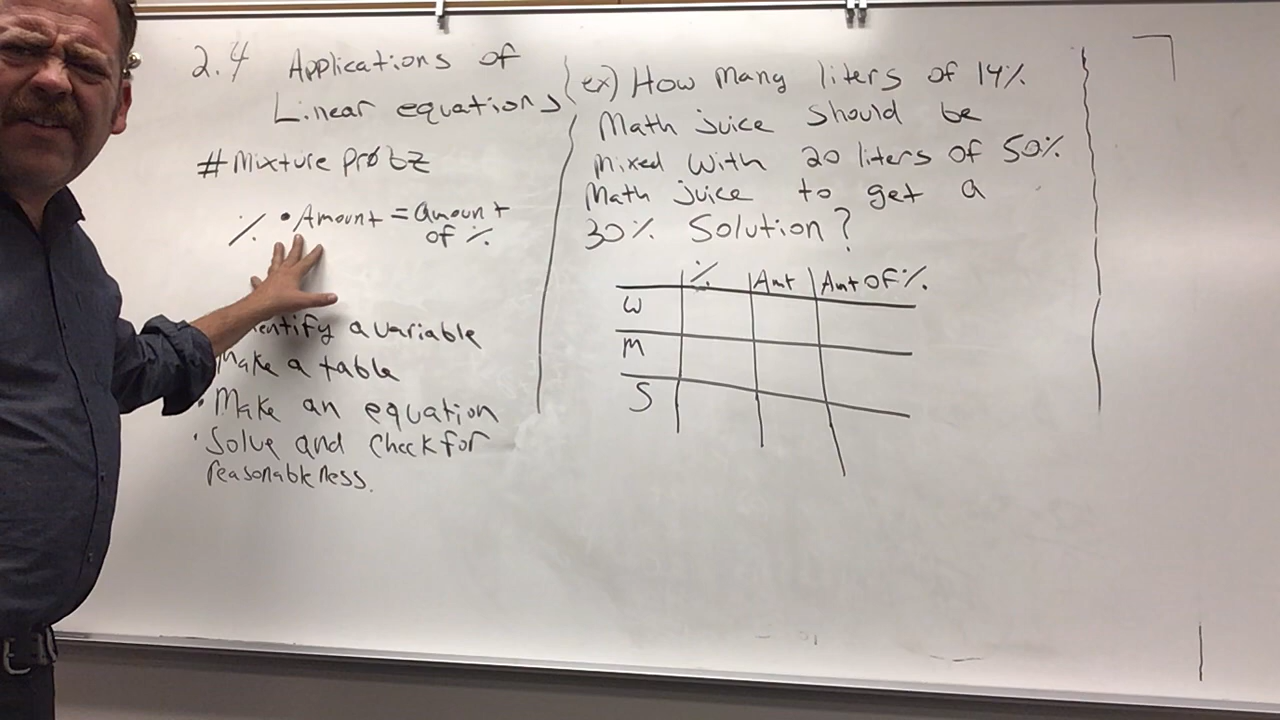 2.4 Applications of
Linear equations
# Mixture probz
% • Amount = amount
of %
entify a variable
Make a table
• Make an equation
• Solve and check for
reasonableness.
ex) How many liters of 14%
Math juice should be
mixed with 20 liters of 50%
Math juice to get a
30% Solution?
% Amt Amt OF %
W
M
S